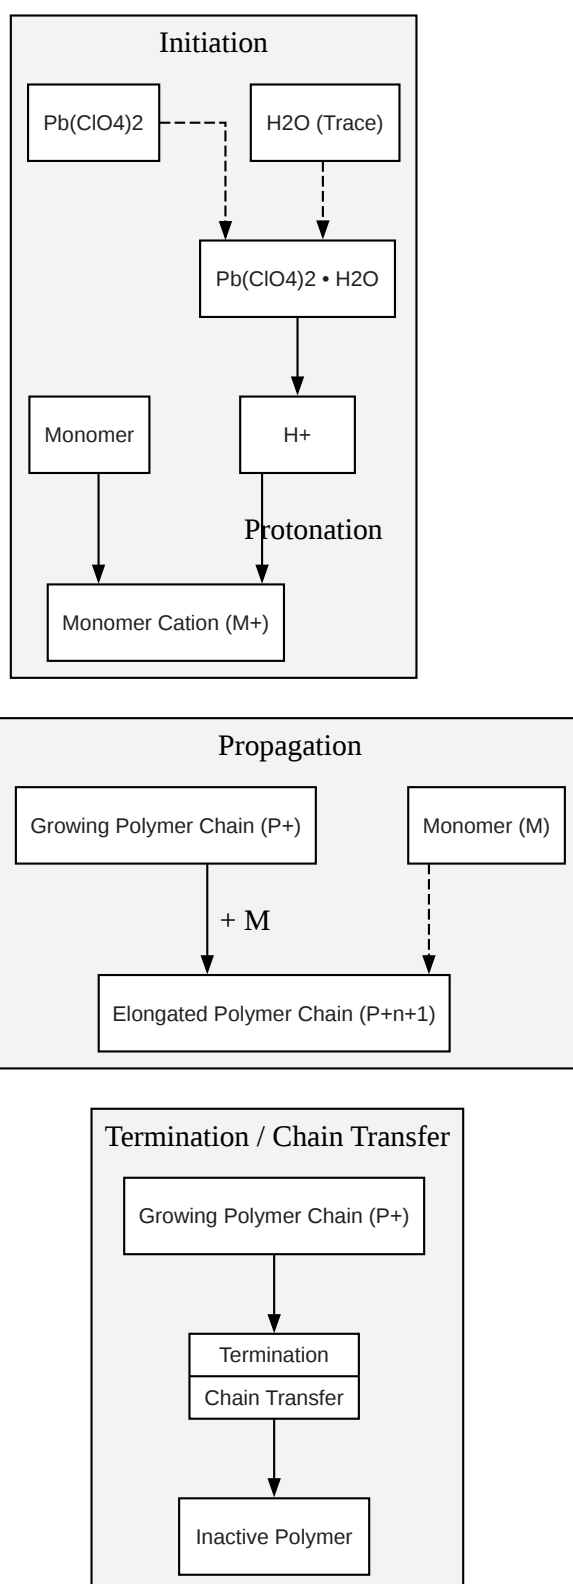 Initiation
Pb(ClO4)2
H2O (Trace)
Pb(ClO4)2 • H2O
Monomer
H+
Protonation
Monomer Cation (M+)
Propagation
Growing Polymer Chain (P+)
Monomer (M)
+ M
Elongated Polymer Chain (P+n+1)
Termination / Chain Transfer
Growing Polymer Chain (P+)
Termination
Chain Transfer
Inactive Polymer